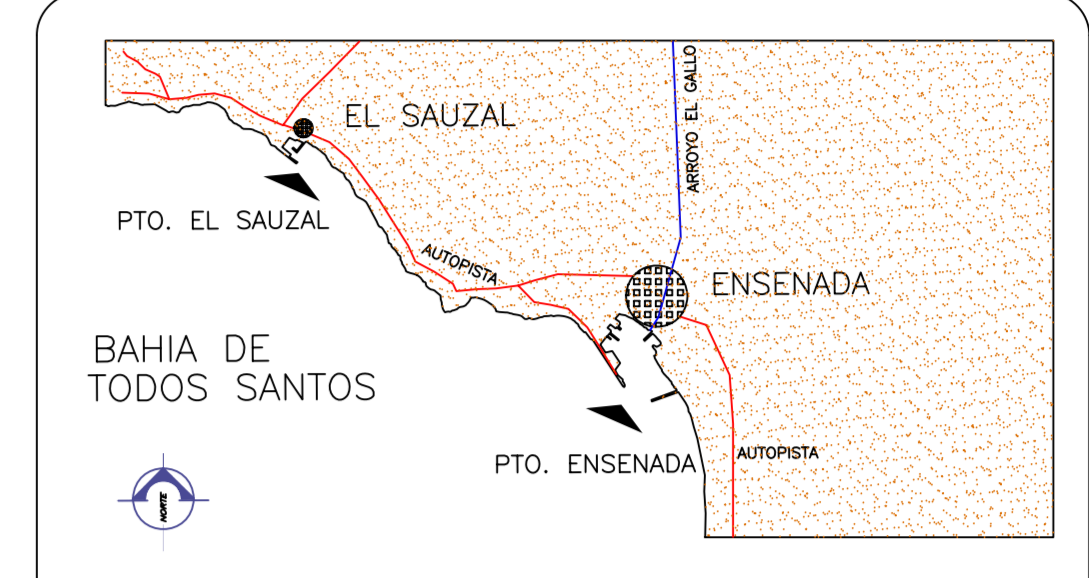 EL SAUZAL
ARROYO EL GALLO
PTO. EL SAUZAL
AUTOPISTA
ENSENADA
BAHIA DE
TODOS SANTOS
PTO. ENSENADA
AUTOPISTA
NORTE